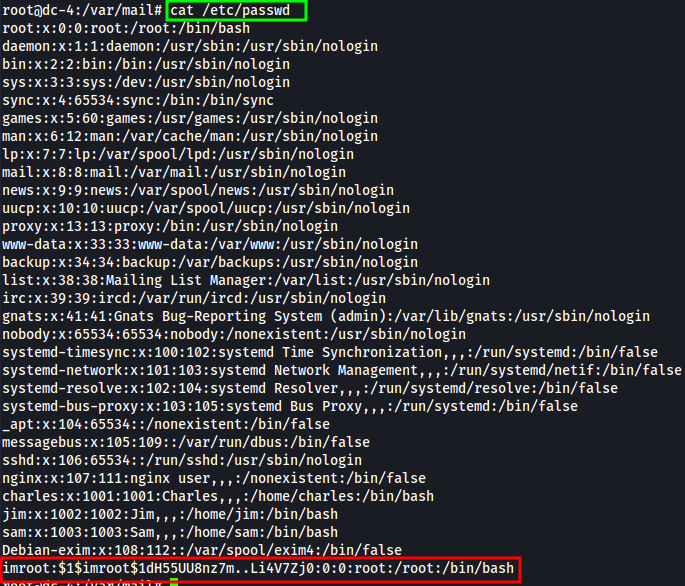 root@dc-4:/var/mail# cat /etc/passwd
root:x:0:0:root:/root:/bin/bash
daemon:x:1:1:daemon:/usr/sbin:/usr/sbin/nologin
bin:x:2:2:bin:/bin:/usr/sbin/nologin
sys:x:3:3:sys:/dev:/usr/sbin/nologin
sync:x:4:65534:sync:/bin:/bin/sync
games:x:5:60:games:/usr/games:/usr/sbin/nologin
man:x:6:12:man:/var/cache/man:/usr/sbin/nologin
lp:x:7:7:lp:/var/spool/lpd:/usr/sbin/nologin
mail:x:8:8:mail:/var/mail:/usr/sbin/nologin
news:x:9:9:news:/var/spool/news:/usr/sbin/nologin
uucp:x:10:10:uucp:/var/spool/uucp:/usr/sbin/nologin
proxy:x:13:13:proxy:/bin:/usr/sbin/nologin
www-data:x:33:33:www-data:/var/www:/usr/sbin/nologin
backup:x:34:34:backup:/var/backups:/usr/sbin/nologin
list:x:38:38:Mailing List Manager:/var/list:/usr/sbin/nologin
irc:x:39:39:ircd:/var/run/ircd:/usr/sbin/nologin
gnats:x:41:41:Gnats Bug-Reporting System (admin):/var/lib/gnats:/usr/sbin/nologin
nobody:x:65534:65534:nobody:/nonexistent:/usr/sbin/nologin
systemd-timesync:x:100:102:systemd Time Synchronization,,,:/run/systemd:/bin/false
systemd-network:x:101:103:systemd Network Management,,,:/run/systemd/netif:/bin/false
systemd-resolve:x:102:104:systemd Resolver,,,:/run/systemd/resolve:/bin/false
systemd-bus-proxy:x:103:105:systemd Bus Proxy,,,:/run/systemd:/bin/false
_apt:x:104:65534::/nonexistent:/bin/false
messagebus:x:105:109::/var/run/dbus:/bin/false
sshd:x:106:65534::/run/sshd:/usr/sbin/nologin
nginx:x:107:111:nginx user,,,:/nonexistent:/bin/false
charles:x:1001:1001:Charles,,,:/home/charles:/bin/bash
jim:x:1002:1002:Jim,,,:/home/jim:/bin/bash
sam:x:1003:1003:Sam,,,:/home/sam:/bin/bash
Debian-exim:x:108:112::/var/spool/exim4:/bin/false
imroot:$1$imroot$1dH55UU8nz7m..Li4V7Zj0:0:0:root:/root:/bin/bash
root@dc-4:/var/mail#